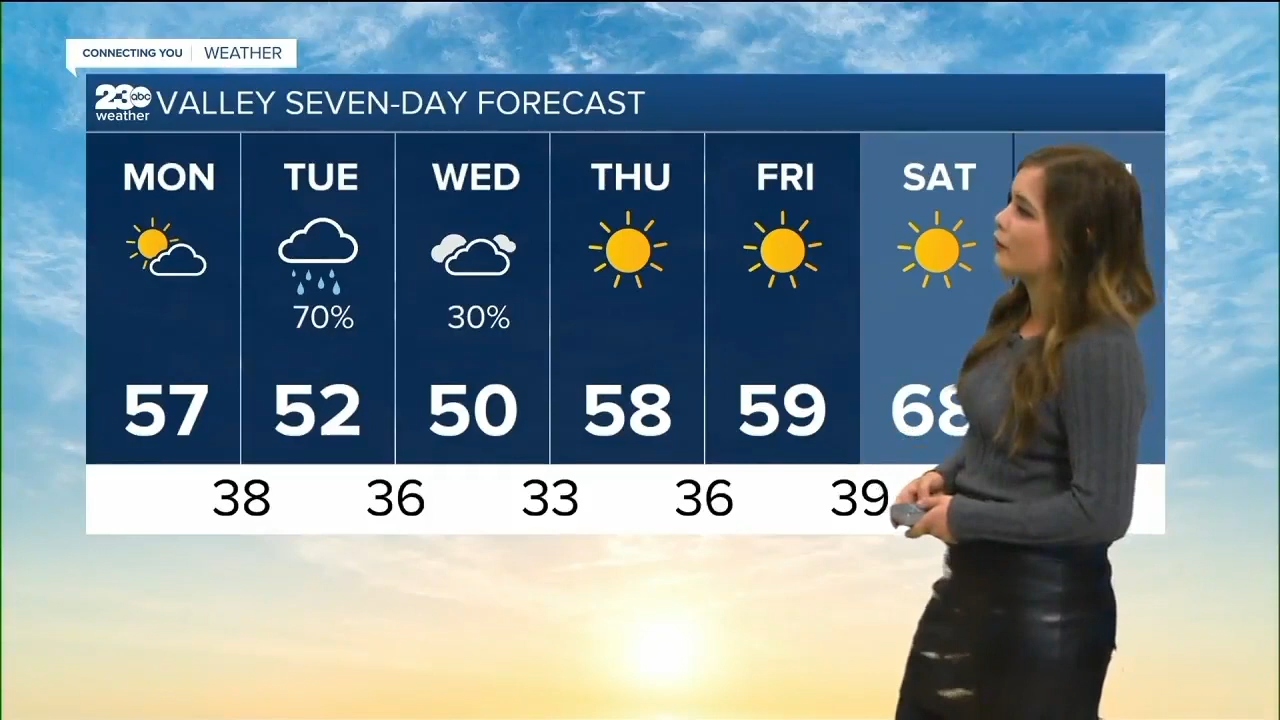 CONNECTING YOU | WEATHER
23 abc
weather
VALLEY SEVEN-DAY FORECAST
MON TUE WED THU FRI SAT
70% 30%
57 52 50 58 59 68
38 36 33 36 39